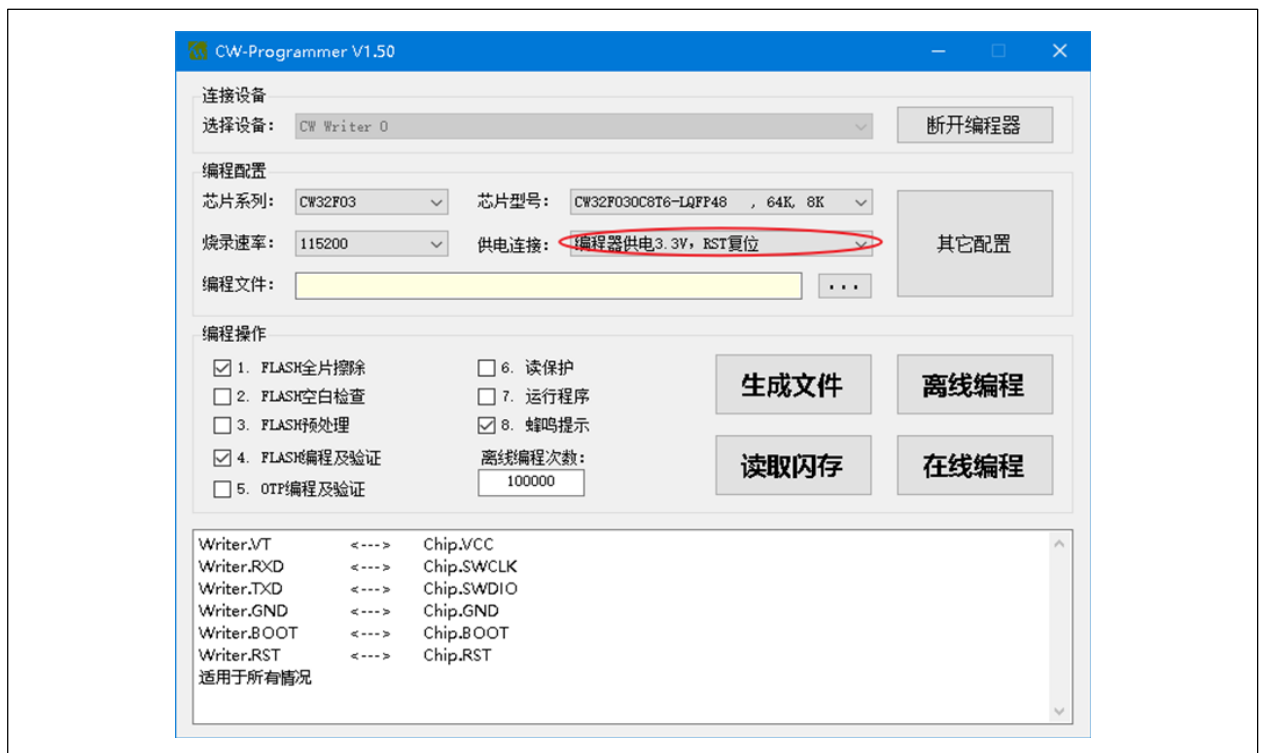 CW-Programmer V1.50
连接设备
选择设备: CW Writer 0 断开编程器
编程配置
芯片系列: CW32F03 芯片型号: CW32F030C8T6-LQFP48 , 64K, 8K
烧录速率: 115200 供电连接: 编程器供电3.3V, RST复位 其它配置
编程文件: ...
编程操作
1. FLASH全片擦除 6. 读保护
2. FLASH空白检查 7. 运行程序
3. FLASH预处理 8. 蜂鸣提示
生成文件 离线编程
4. FLASH编程及验证 离线编程次数:
5. OTP编程及验证 100000
读取闪存 在线编程
Writer.VT <---> Chip.VCC
Writer.RXD <---> Chip.SWCLK
Writer.TXD <---> Chip.SWDIO
Writer.GND <---> Chip.GND
Writer.BOOT <---> Chip.BOOT
Writer.RST <---> Chip.RST
适用于所有情况